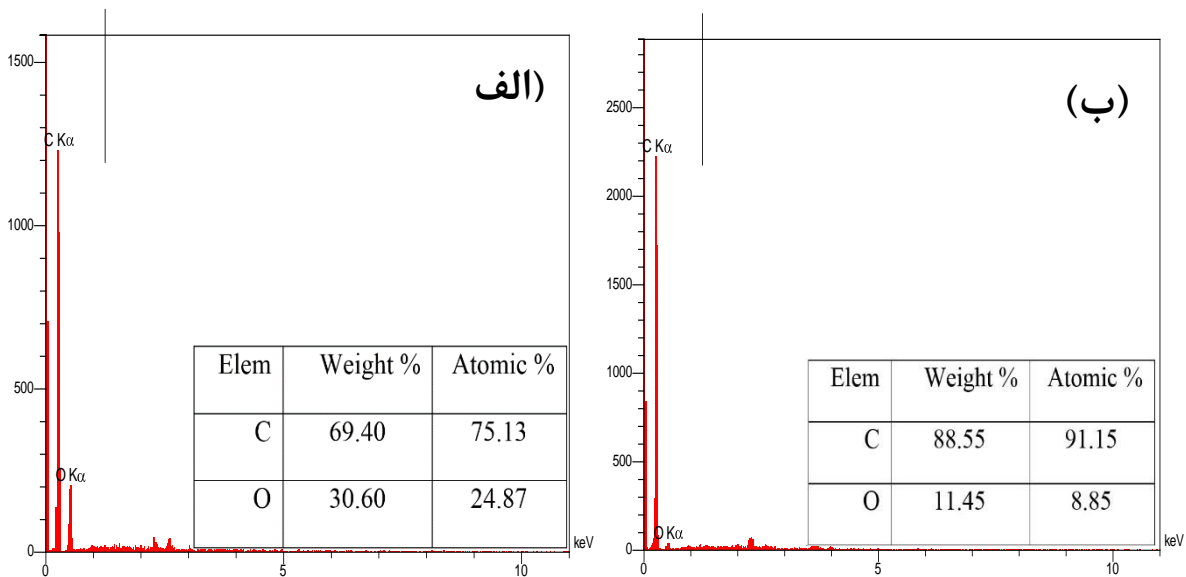 (الف
1500
1000
500
0
C Kα
O Kα
Elem Weight % Atomic %
C 69.40 75.13
O 30.60 24.87
0 5 10 keV
(ب)
2500
2000
1500
1000
500
0
C Kα
O Kα
Elem Weight % Atomic %
C 88.55 91.15
O 11.45 8.85
0 5 10 keV